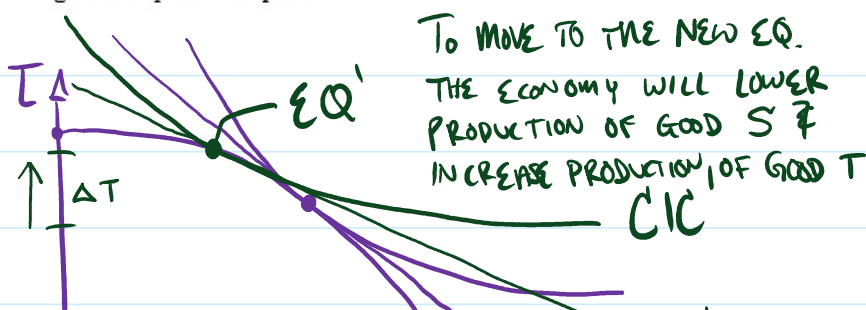 TO MOVE TO THE NEW EQ.
THE ECONOMY WILL LOWER
PRODUCTION OF GOOD S &
INCREASE PRODUCTION, OF GOOD T
T
EQ'
ΔT
CIC